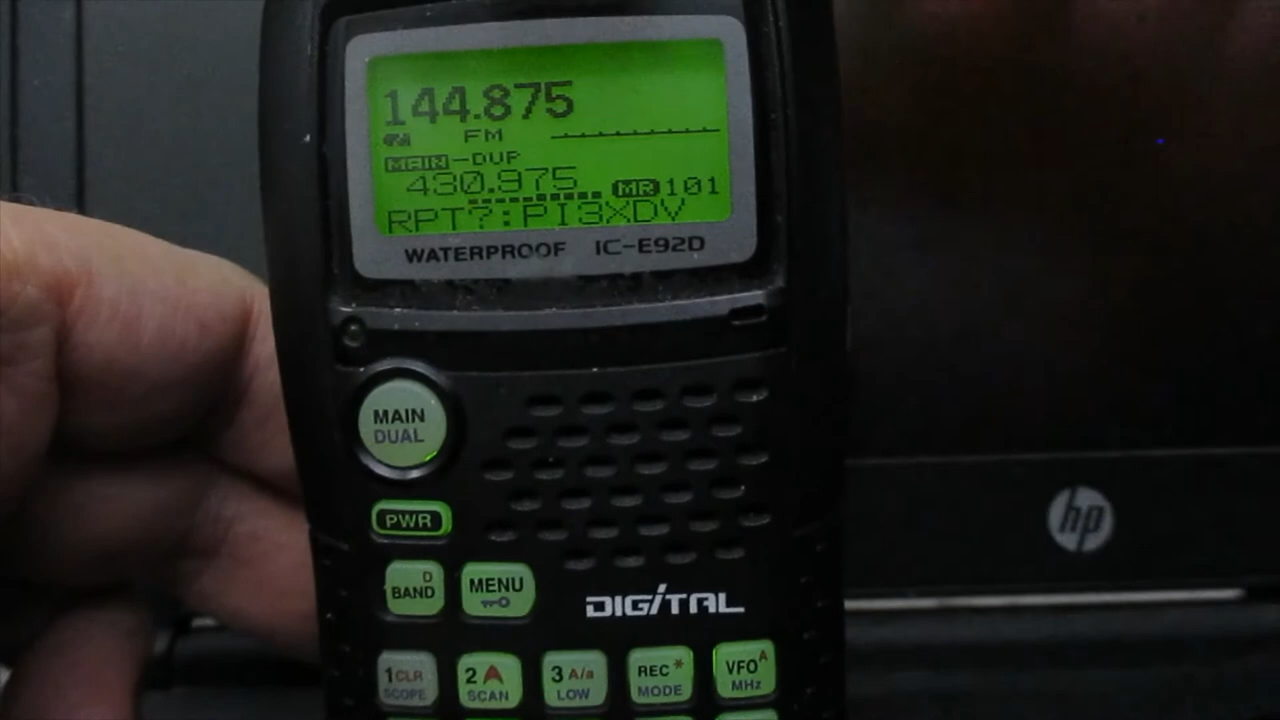 144.875
FM
MAIN -DUP
430.975 MR 101
RPT?:PI3XDV
WATERPROOF IC-E92D
MAIN
DUAL
PWR
D
BAND
MENU
DIGITAL
1 CLR
SCOPE
2 A
SCAN
3 A/a
LOW
REC *
MODE
VFO A
MHz
hp